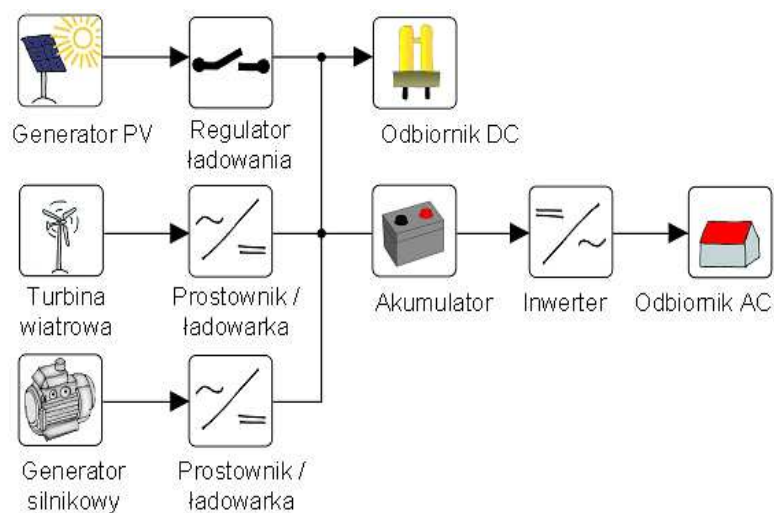 Generator PV
Regulator
ładowania
Odbiornik DC
Turbina
wiatrowa
Prostownik /
ładowarka
Akumulator
Inwerter
Odbiornik AC
Generator
silnikowy
Prostownik /
ładowarka